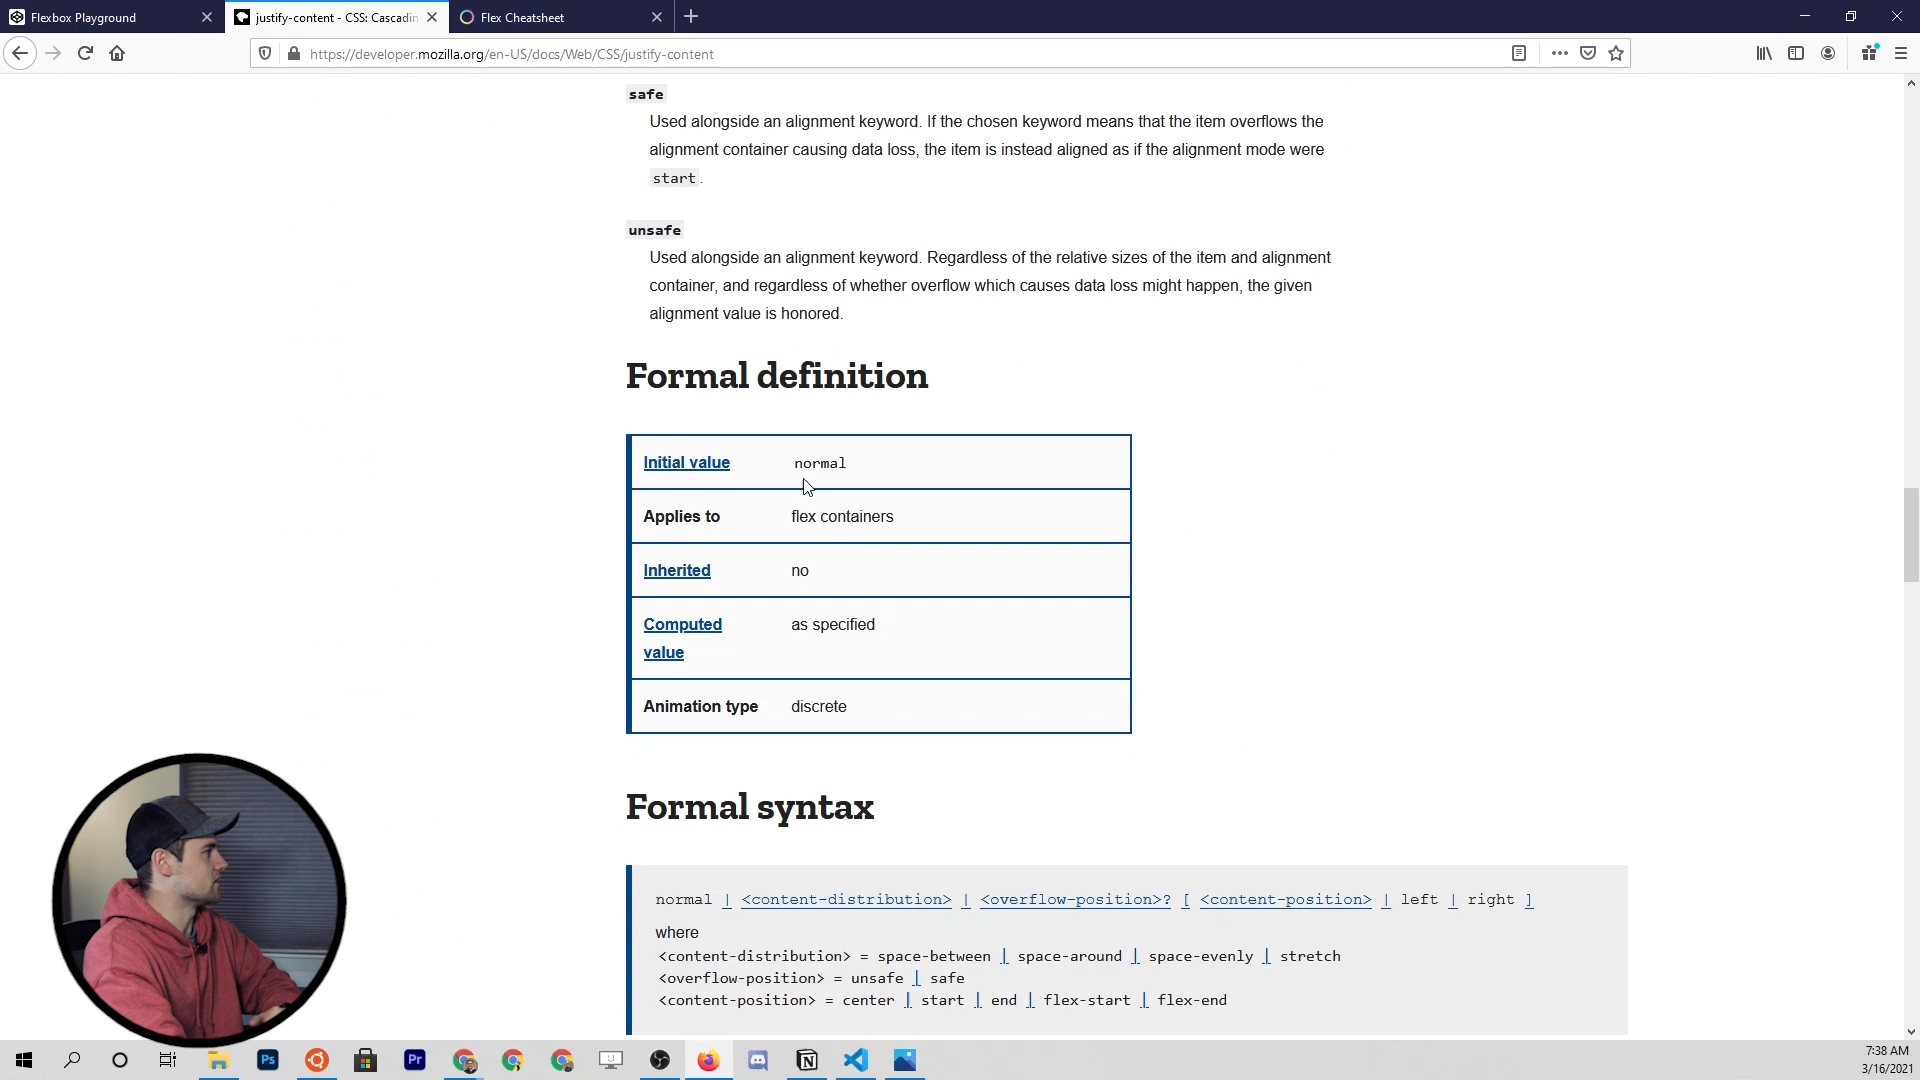 Flexbox Playground
justify-content - CSS: Cascadin
Flex Cheatsheet
https://developer.mozilla.org/en-US/docs/Web/CSS/justify-content
safe
Used alongside an alignment keyword. If the chosen keyword means that the item overflows the
alignment container causing data loss, the item is instead aligned as if the alignment mode were
start.
unsafe
Used alongside an alignment keyword. Regardless of the relative sizes of the item and alignment
container, and regardless of whether overflow which causes data loss might happen, the given
alignment value is honored.
Formal definition
Initial value normal
Applies to flex containers
Inherited no
Computed as specified
value
Animation type discrete
Formal syntax
normal | <content-distribution> | <overflow-position>? [ <content-position> | left | right ]
where
<content-distribution> = space-between | space-around | space-evenly | stretch
<overflow-position> = unsafe | safe
<content-position> = center | start | end | flex-start | flex-end
Ps
Pr
N
7:38 AM
3/16/2021